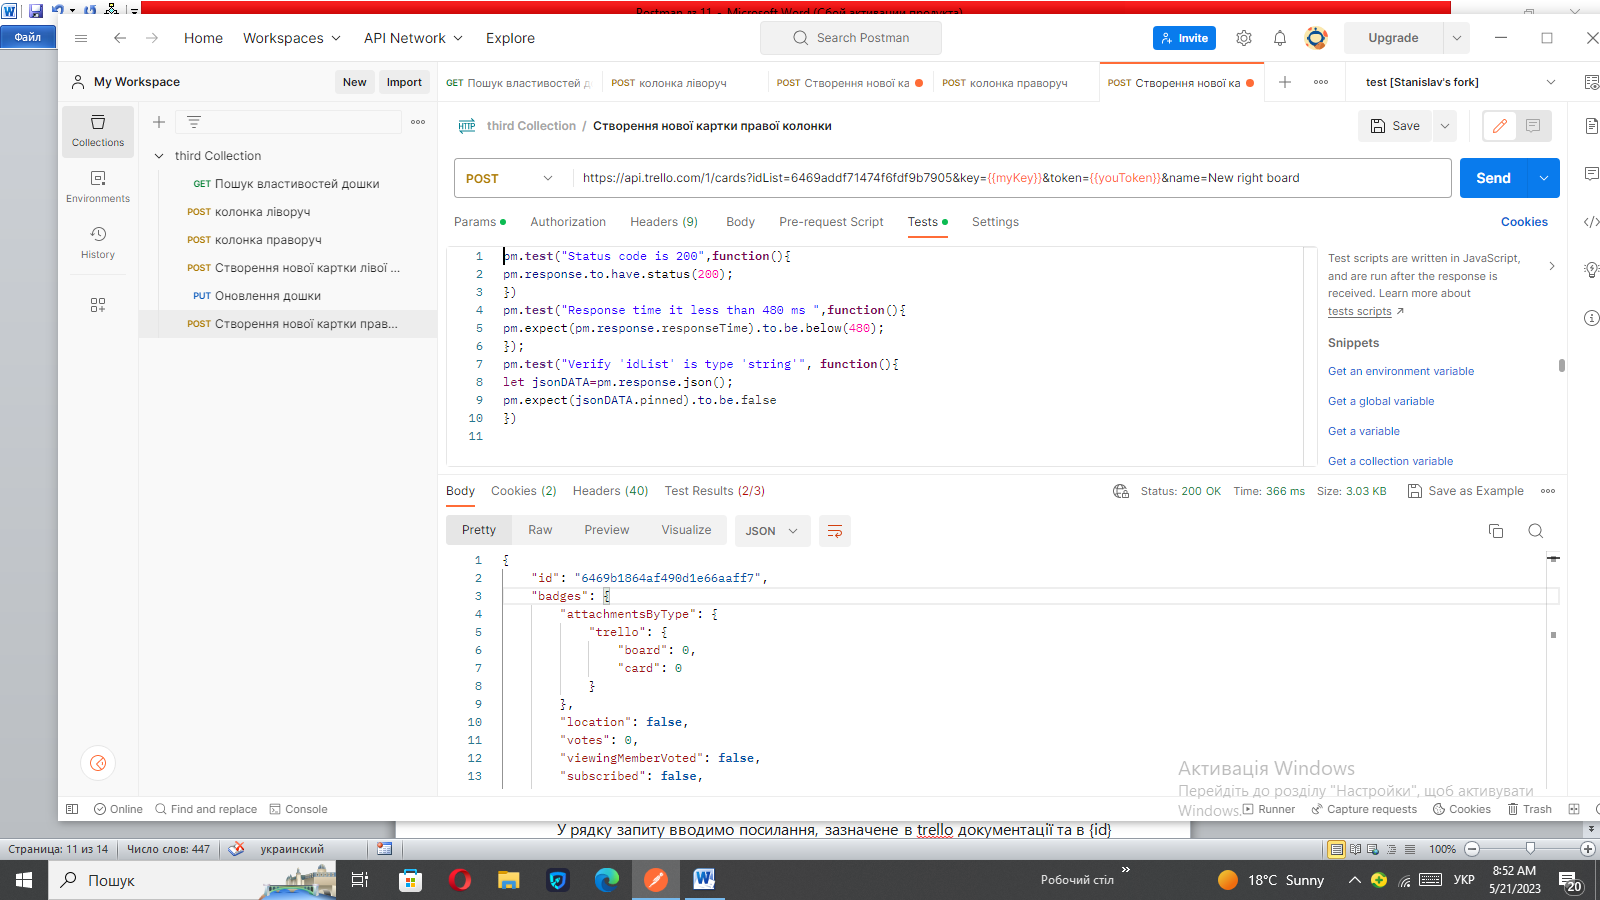 Postman дз 11 - Microsoft Word (Сбой активации продукта)
Файл
Home
Workspaces
API Network
Explore
Search Postman
Invite
Upgrade
My Workspace
New
Import
GET Пошук властивостей д
POST колонка ліворуч
POST Створення нової ка
POST колонка праворуч
POST Створення нової ка
test [Stanislav's fork]
Collections
Environments
History
third Collection
GET Пошук властивостей дошки
POST колонка ліворуч
POST колонка праворуч
POST Створення нової картки лівої ...
PUT Оновлення дошки
POST Створення нової картки прав...
HTTP third Collection / Створення нової картки правої колонки
Save
POST
https://api.trello.com/1/cards?idList=6469addf71474f6fdf9b7905&key={{myKey}}&token={{youToken}}&name=New right board
Send
Params
Authorization
Headers (9)
Body
Pre-request Script
Tests
Settings
Cookies
1 pm.test("Status code is 200",function(){
2 pm.response.to.have.status(200);
3 })
4 pm.test("Response time it less than 480 ms ",function(){
5 pm.expect(pm.response.responseTime).to.be.below(480);
6 });
7 pm.test("Verify 'idList' is type 'string'", function(){
8 let jsonDATA=pm.response.json();
9 pm.expect(jsonDATA.pinned).to.be.false
10 })
11
Test scripts are written in JavaScript,
and are run after the response is
received. Learn more about
tests scripts ↗
Snippets
Get an environment variable
Get a global variable
Get a variable
Get a collection variable
Body
Cookies (2)
Headers (40)
Test Results (2/3)
Status: 200 OK
Time: 366 ms
Size: 3.03 KB
Save as Example
Pretty
Raw
Preview
Visualize
JSON
1 {
2 "id": "6469b1864af490d1e66aaff7",
3 "badges": {
4 "attachmentsByType": {
5 "trello": {
6 "board": 0,
7 "card": 0
8 }
9 },
10 "location": false,
11 "votes": 0,
12 "viewingMemberVoted": false,
13 "subscribed": false,
Активація Windows
Перейдіть до розділу "Настройки", щоб активувати
Windows.
Online
Find and replace
Console
Runner
Capture requests
Cookies
Trash
У рядку запиту вводимо посилання, зазначене в trello документації та в {id}
Страница: 11 из 14
Число слов: 447
украинский
100%
Пошук
Робочий стіл
»
18°C Sunny
УКР
8:52 AM
5/21/2023
20